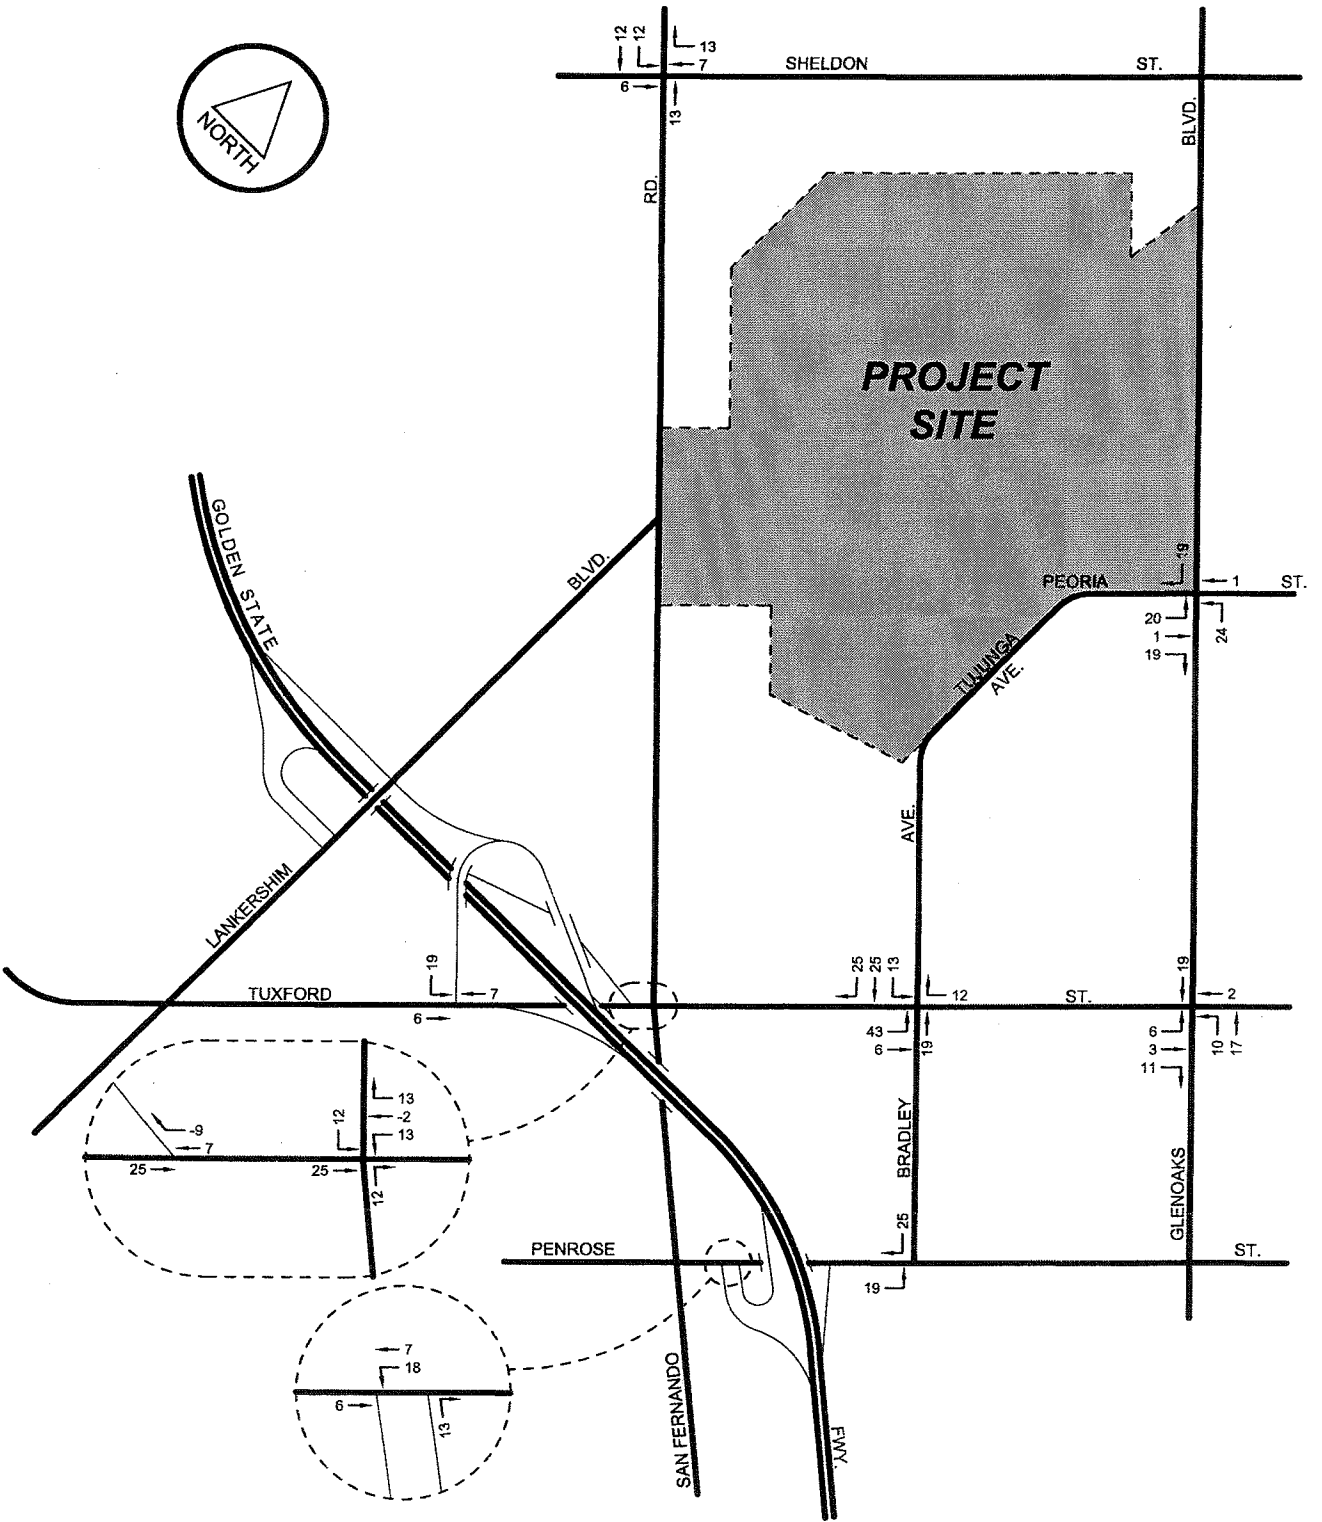 12
12
13
7
6
13
SHELDON
ST.
BLVD.
NORTH
RD.
PROJECT
SITE
GOLDEN STATE
BLVD.
PEORIA
19
1
ST.
20
1
19
24
TUJUNGA
AVE.
AVE.
LANKERSHIM
TUXFORD
19
7
6
25
25
13
12
43
6
19
ST.
19
2
6
3
11
10
17
13
-2
13
12
-9
7
25
25
12
BRADLEY
GLENOAKS
PENROSE
25
19
ST.
7
18
6
13
SAN FERNANDO
FWY.